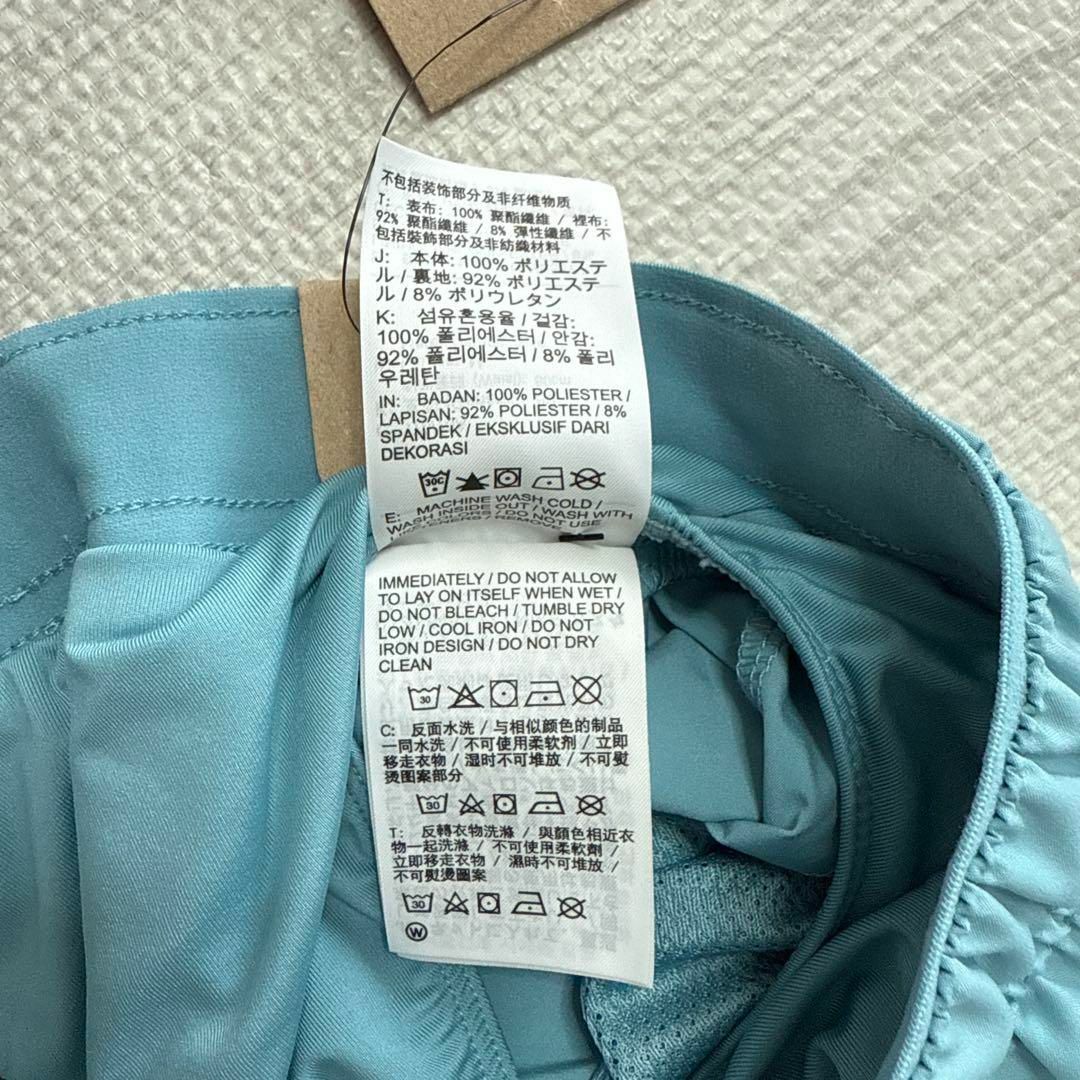 不包括装饰部分及非纤维物质
T: 表布: 100% 聚酯纖維 / 裡布:
92% 聚酯纖維 / 8% 彈性纖維 / 不
包括裝飾部分及非紡織材料
J: 本体: 100% ポリエステ
ル / 裏地: 92% ポリエステ
ル / 8% ポリウレタン
K: 섬유혼용율 / 겉감:
100% 폴리에스터 / 안감:
92% 폴리에스터 / 8% 폴리
우레탄
IN: BADAN: 100% POLIESTER /
LAPISAN: 92% POLIESTER / 8%
SPANDEK / EKSKLUSIF DARI
DEKORASI
30C
E: MACHINE WASH COLD /
WASH INSIDE OUT / WASH WITH
COLORS / DO NOT USE
REMOVE
IMMEDIATELY / DO NOT ALLOW
TO LAY ON ITSELF WHEN WET /
DO NOT BLEACH / TUMBLE DRY
LOW / COOL IRON / DO NOT
IRON DESIGN / DO NOT DRY
CLEAN
30
C: 反面水洗 / 与相似颜色的制品
一同水洗 / 不可使用柔软剂 / 立即
移走衣物 / 湿时不可堆放 / 不可熨
烫图案部分
30
T: 反轉衣物洗滌 / 與顏色相近衣
物一起洗滌 / 不可使用柔軟劑 /
立即移走衣物 / 濕時不可堆放 /
不可熨燙圖案
30
W